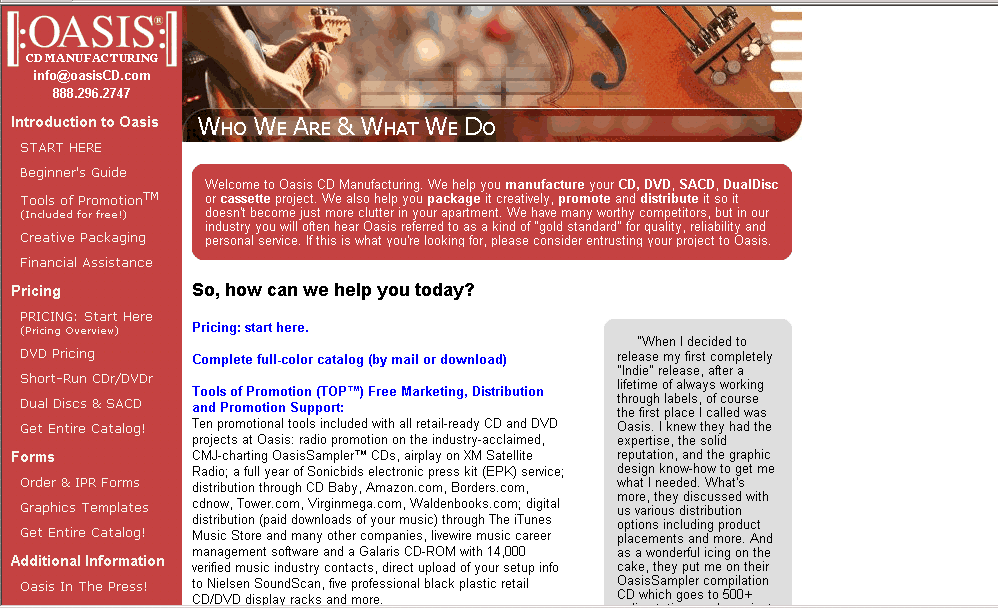 |:OASIS:|®
CD MANUFACTURING
info@oasisCD.com
888.296.2747
Introduction to Oasis
START HERE
Beginner's Guide
Tools of Promotion™
(Included for free!)
Creative Packaging
Financial Assistance
Pricing
PRICING: Start Here
(Pricing Overview)
DVD Pricing
Short-Run CDr/DVDr
Dual Discs & SACD
Get Entire Catalog!
Forms
Order & IPR Forms
Graphics Templates
Get Entire Catalog!
Additional Information
Oasis In The Press!
WHO WE ARE & WHAT WE DO
Welcome to Oasis CD Manufacturing. We help you manufacture your CD, DVD, SACD, DualDisc
or cassette project. We also help you package it creatively, promote and distribute it so it
doesn't become just more clutter in your apartment. We have many worthy competitors, but in our
industry you will often hear Oasis referred to as a kind of "gold standard" for quality, reliability and
personal service. If this is what you're looking for, please consider entrusting your project to Oasis.
So, how can we help you today?
Pricing: start here.
Complete full-color catalog (by mail or download)
Tools of Promotion (TOP™) Free Marketing, Distribution
and Promotion Support:
Ten promotional tools included with all retail-ready CD and DVD
projects at Oasis: radio promotion on the industry-acclaimed,
CMJ-charting OasisSampler™ CDs, airplay on XM Satellite
Radio; a full year of Sonicbids electronic press kit (EPK) service;
distribution through CD Baby, Amazon.com, Borders.com,
cdnow, Tower.com, Virginmega.com, Waldenbooks.com; digital
distribution (paid downloads of your music) through The iTunes
Music Store and many other companies, livewire music career
management software and a Galaris CD-ROM with 14,000
verified music industry contacts, direct upload of your setup info
to Nielsen SoundScan, five professional black plastic retail
CD/DVD display racks and more.
"When I decided to
release my first completely
"Indie" release, after a
lifetime of always working
through labels, of course
the first place I called was
Oasis. I knew they had the
expertise, the solid
reputation, and the graphic
design know-how to get me
what I needed. What's
more, they discussed with
us various distribution
options including product
placements and more. And
as a wonderful icing on the
cake, they put me on their
OasisSampler compilation
CD which goes to 500+